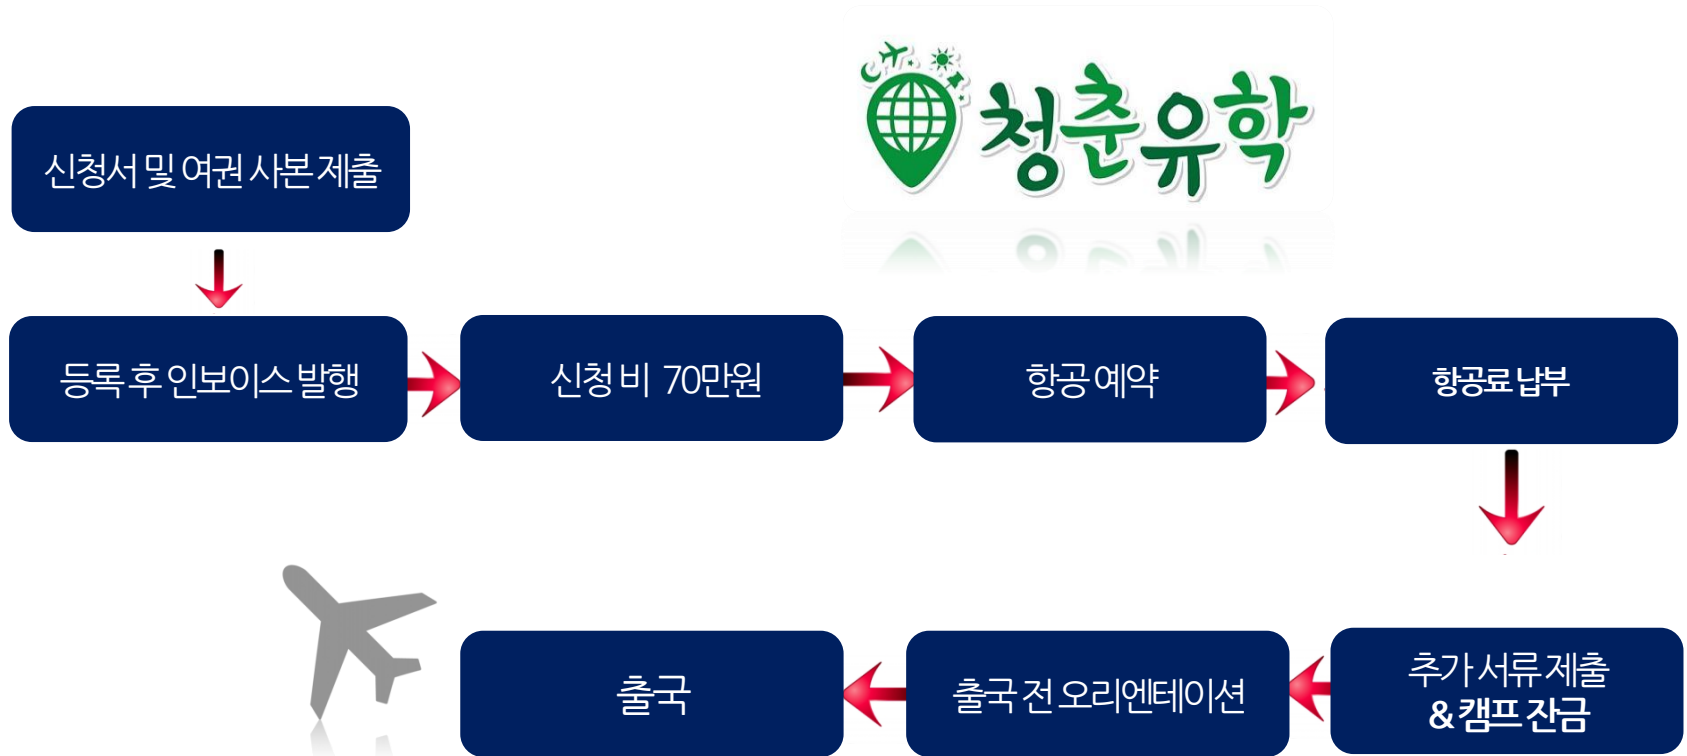 청춘유학
신청서 및 여권 사본 제출
등록 후 인보이스 발행
신청 비 70만원
항공 예약
항공료 납부
추가 서류 제출
& 캠프 잔금
출국 전 오리엔테이션
출국